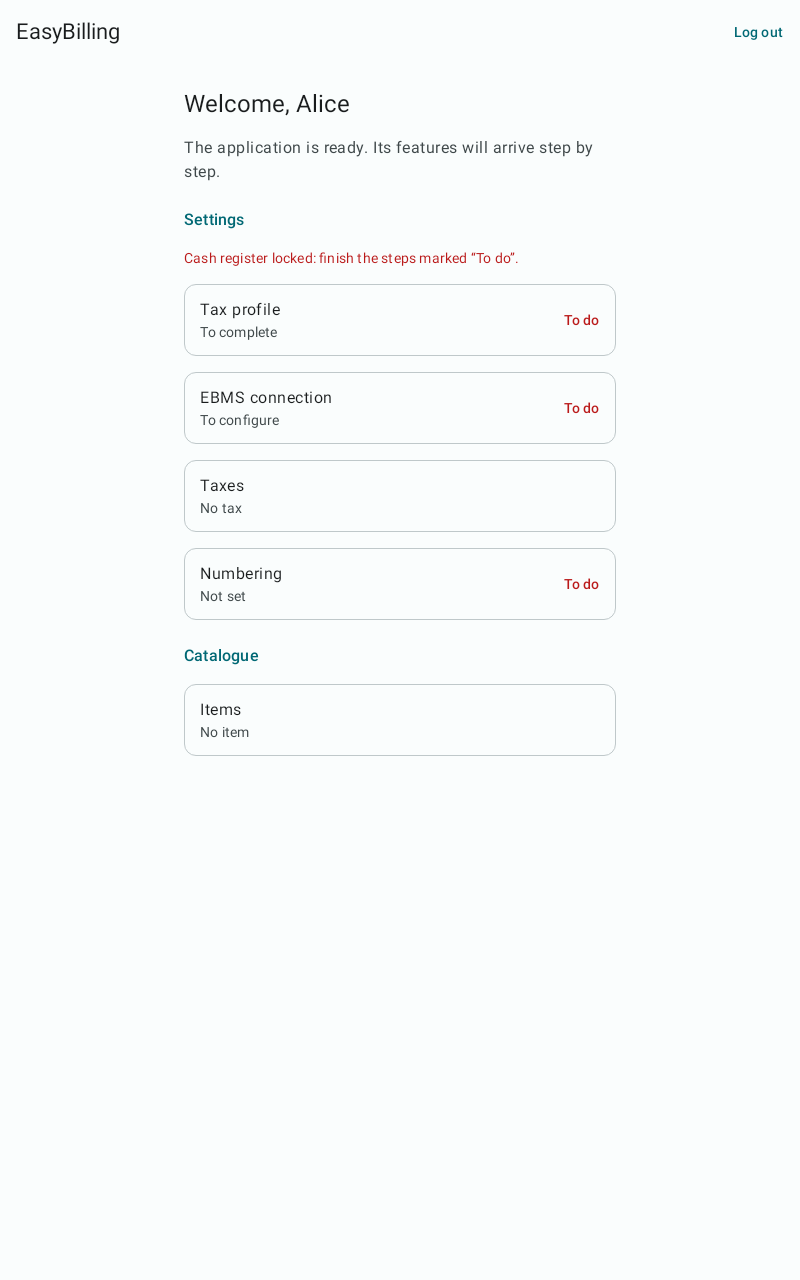 EasyBilling
Log out
Welcome, Alice
The application is ready. Its features will arrive step by
step.
Settings
Cash register locked: finish the steps marked “To do”.
Tax profile
To complete
To do
EBMS connection
To configure
To do
Taxes
No tax
Numbering
Not set
To do
Catalogue
Items
No item